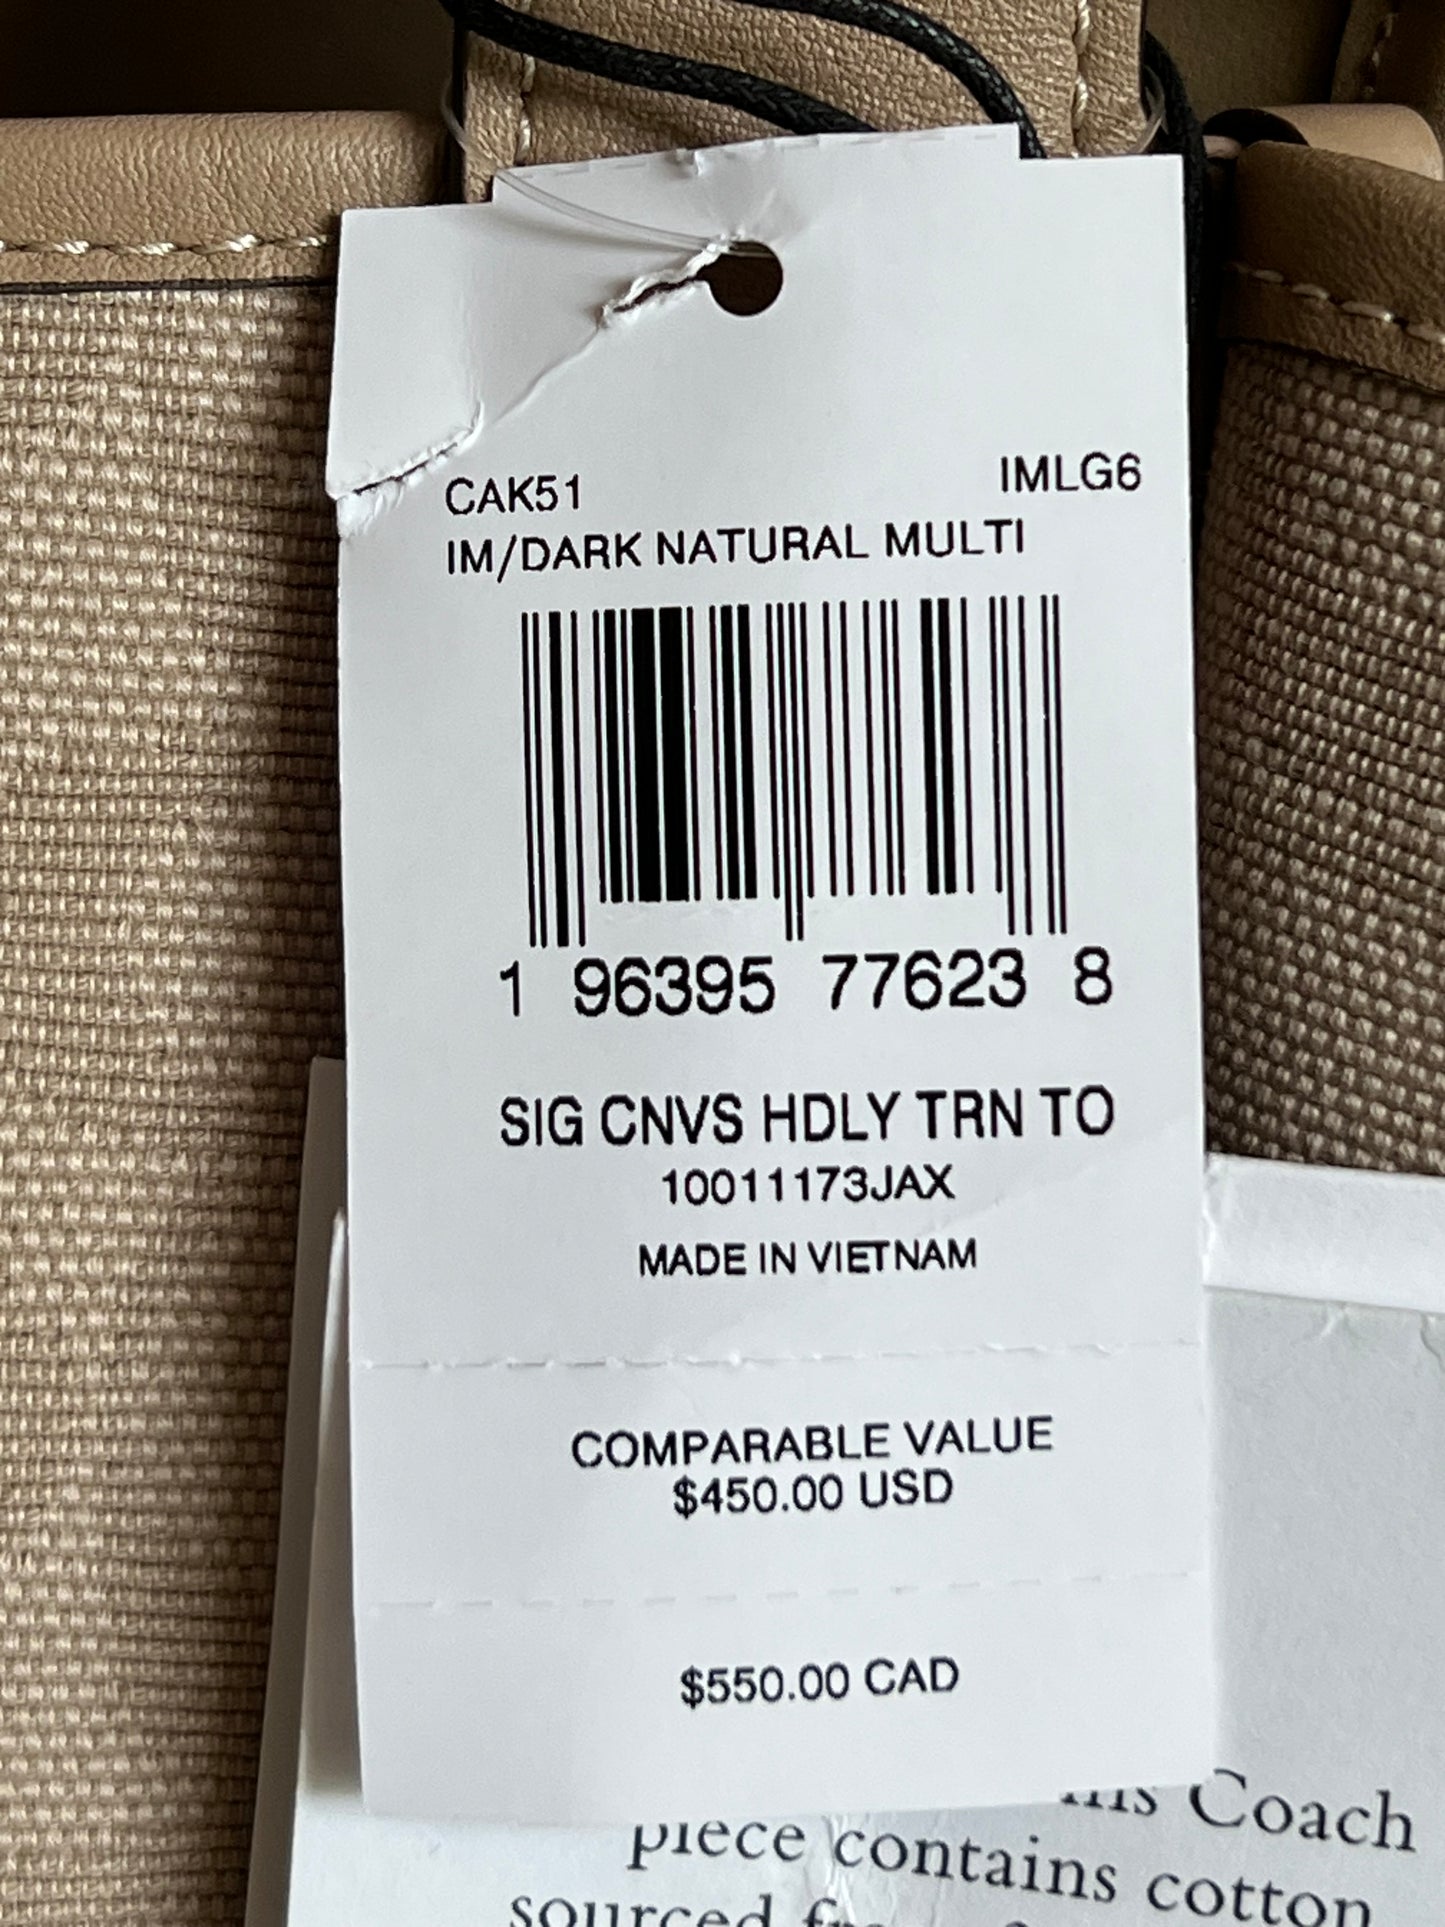 CAK51 IMLG6
IM/DARK NATURAL MULTI
1 96395 77623 8
SIG CNVS HDLY TRN TO
10011173JAX
MADE IN VIETNAM
COMPARABLE VALUE
$450.00 USD
$550.00 CAD
Coach
piece contains cotton
sourced